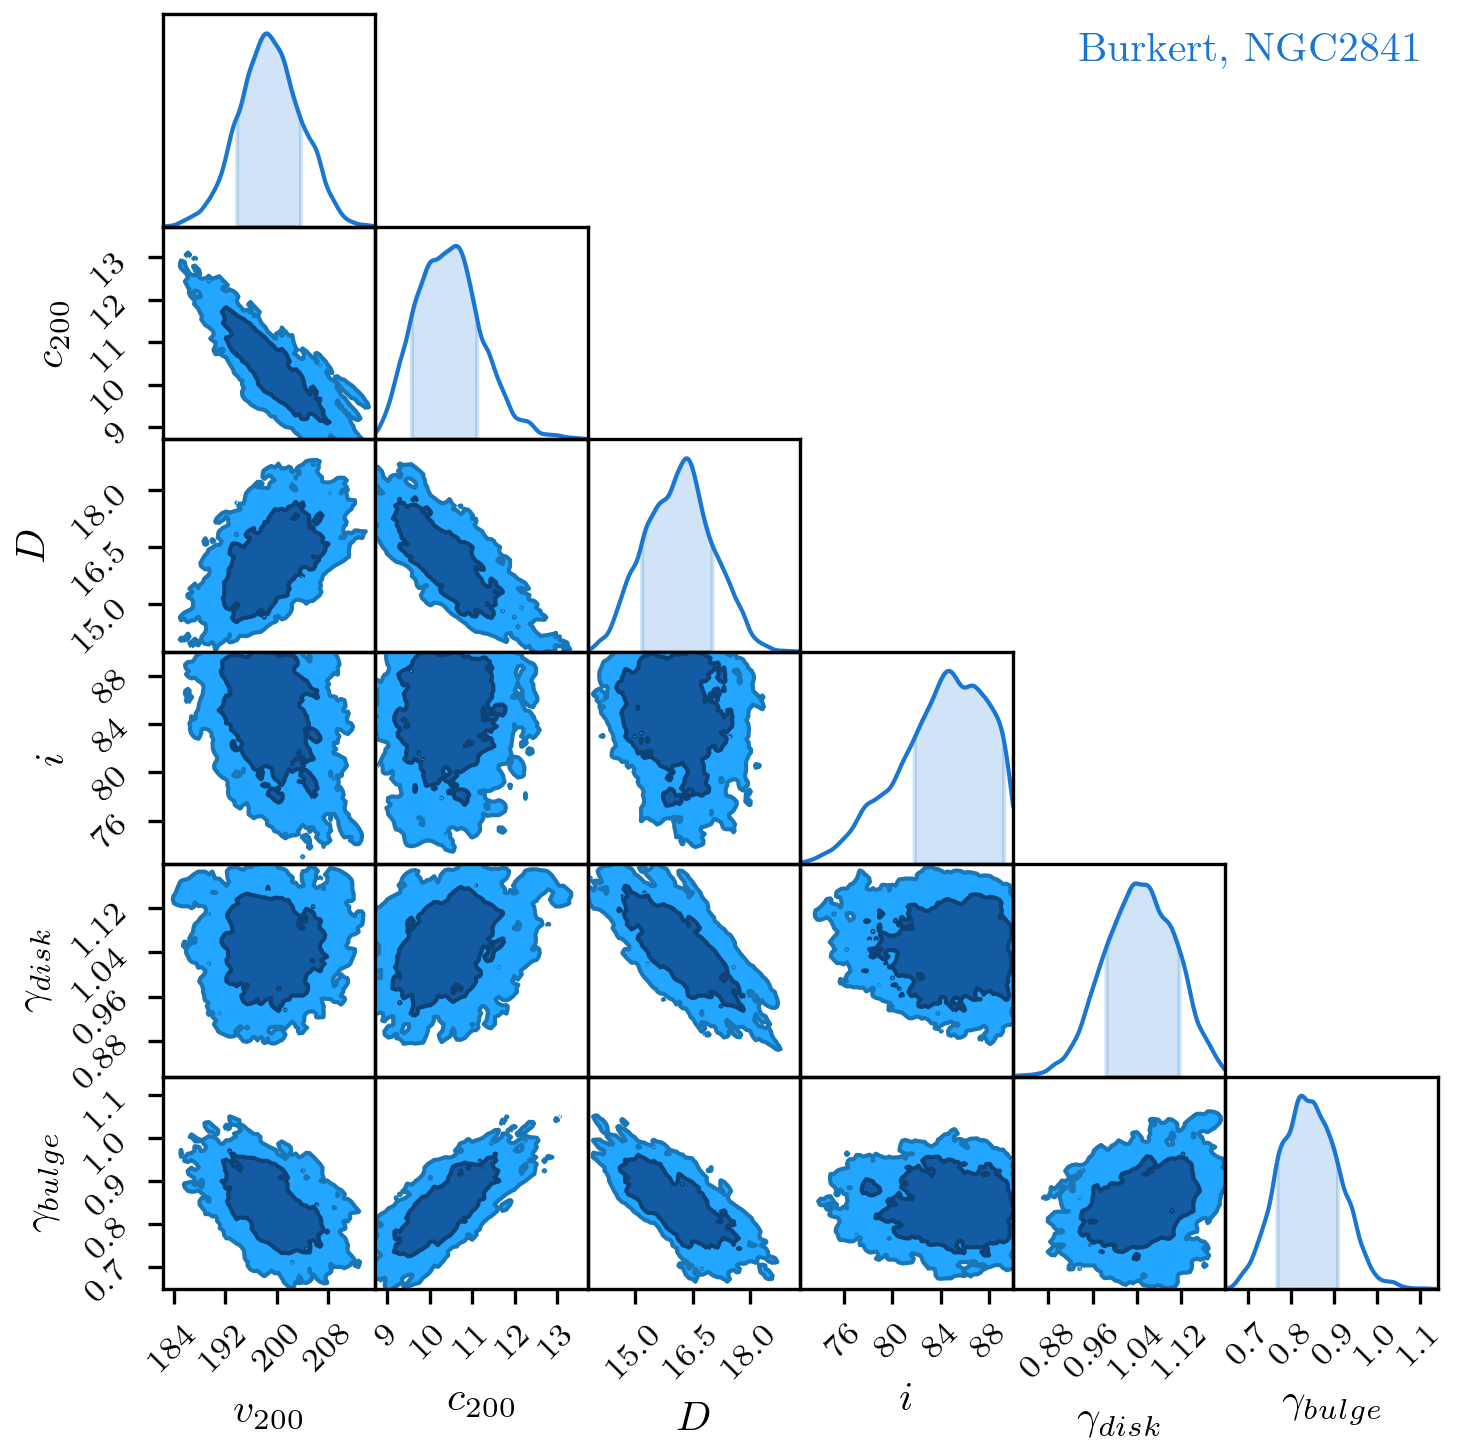 Burkert, NGC2841
c200
13
12
11
10
9
D
18.0
16.5
15.0
i
88
84
80
76
γdisk
1.12
1.04
0.96
0.88
γbulge
1.1
1.0
0.9
0.8
0.7
184 192 200 208 9 10 11 12 13 15.0 16.5 18.0 76 80 84 88 0.88 0.96 1.04 1.12 0.7 0.8 0.9 1.0 1.1
v200 c200 D i γdisk γbulge